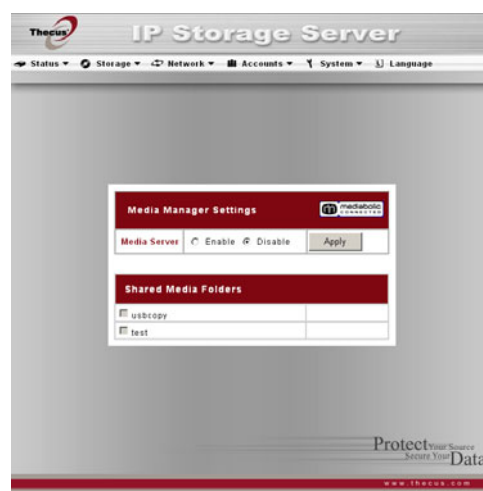 Thecus
IP Storage Server
Status Storage Network Accounts System Language
Media Manager Settings mediabolic CONNECTED
Media Server Enable Disable Apply
Shared Media Folders
usbcopy
test
Protect Your Source
Secure Your Data
www.thecus.com